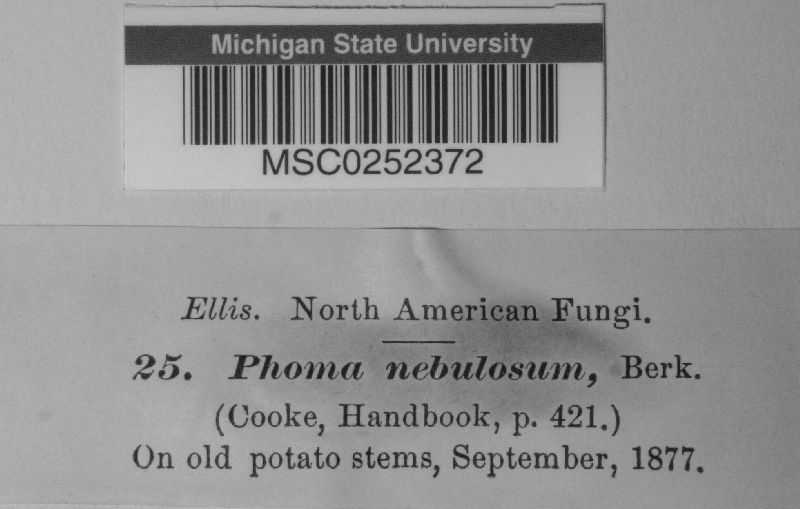 Michigan State University
MSC0252372
Ellis. North American Fungi.
25. Phoma nebulosum, Berk.
(Cooke, Handbook, p. 421.)
On old potato stems, September, 1877.